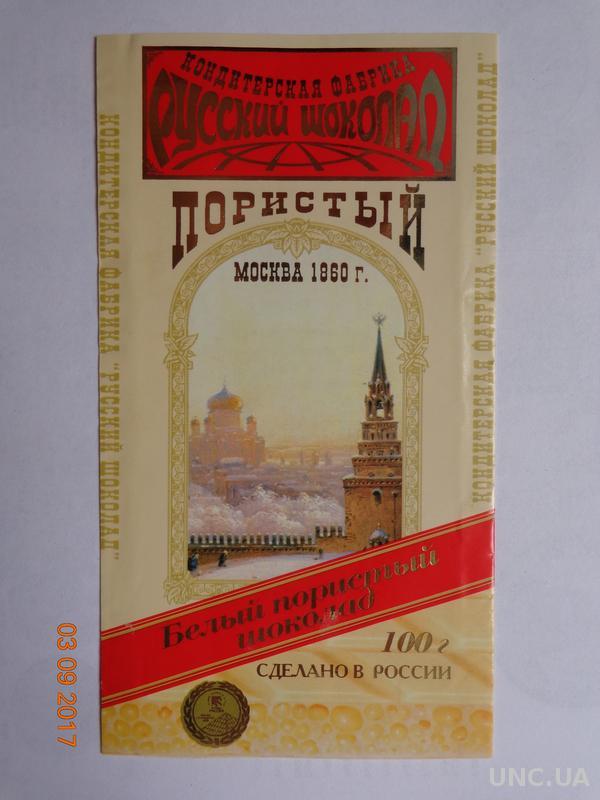 КОНДИТЕРСКАЯ ФАБРИКА
РУССКИЙ ШОКОЛАД
ПОРИСТЫЙ
МОСКВА 1860 Г.
КОНДИТЕРСКАЯ ФАБРИКА "РУССКИЙ ШОКОЛАД"
КОНДИТЕРСКАЯ ФАБРИКА "РУССКИЙ ШОКОЛАД"
Белый пористый
шоколад
100 г
СДЕЛАНО В РОССИИ
03 09 2017
UNC.UA